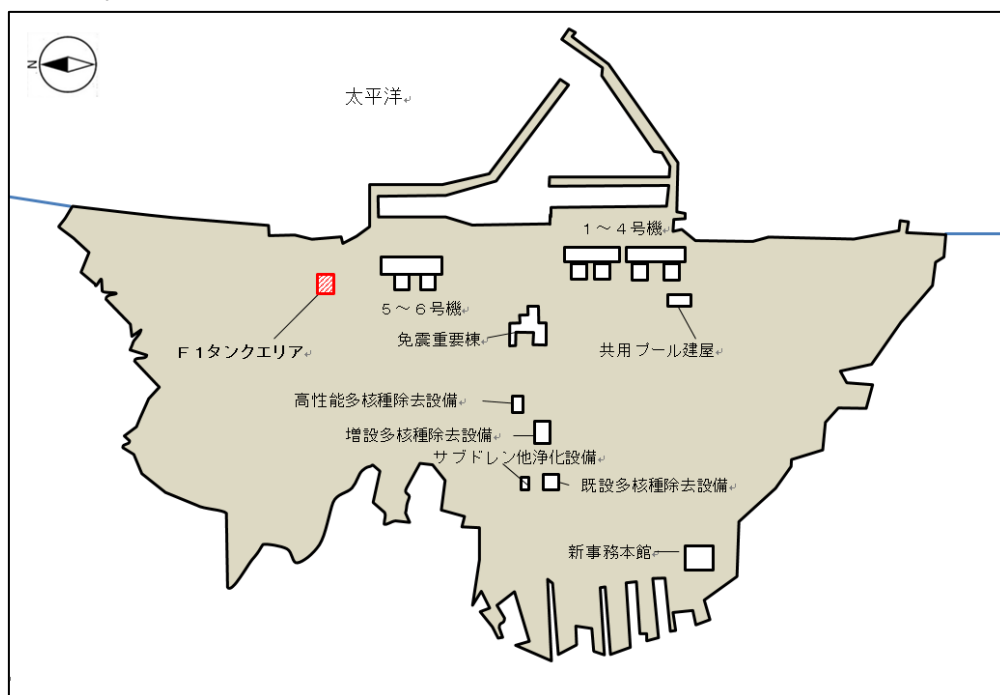 N
太平洋
1～4号機
5～6号機
免震重要棟
共用プール建屋
F1タンクエリア
高性能多核種除去設備
増設多核種除去設備
サブドレン他浄化設備
既設多核種除去設備
新事務本館